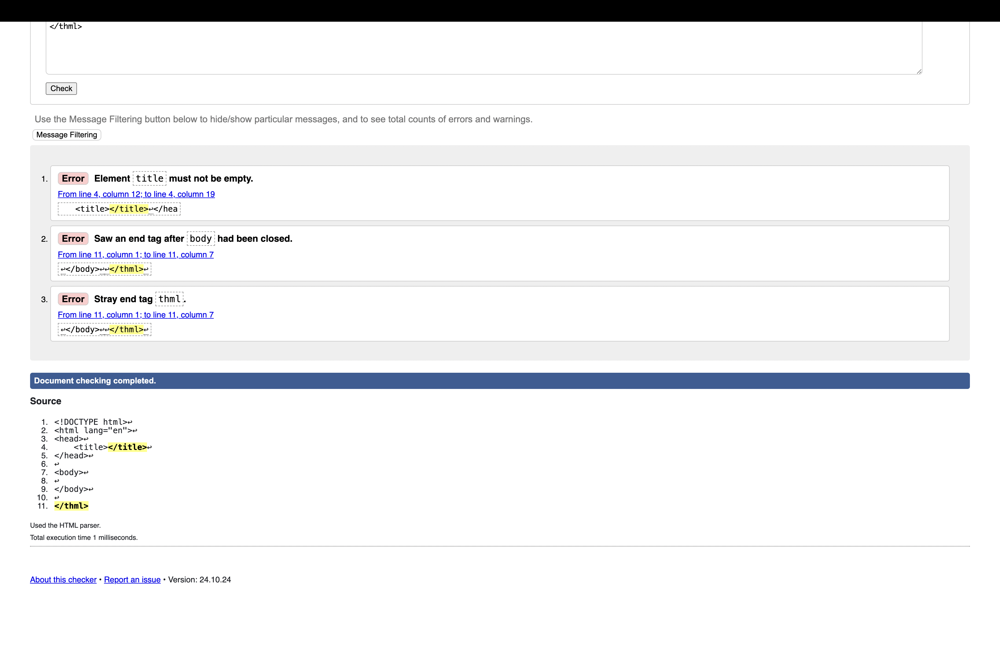 </thml>
Check
Use the Message Filtering button below to hide/show particular messages, and to see total counts of errors and warnings.
Message Filtering
1. Error Element title must not be empty.
From line 4, column 12; to line 4, column 19
<title></title>↩</hea
2. Error Saw an end tag after body had been closed.
From line 11, column 1; to line 11, column 7
↩</body>↩↩</thml>↩
3. Error Stray end tag thml.
From line 11, column 1; to line 11, column 7
↩</body>↩↩</thml>↩
Document checking completed.
Source
1. <!DOCTYPE html>↩
2. <html lang="en">↩
3. <head>↩
4.     <title></title>↩
5. </head>↩
6. ↩
7. <body>↩
8. ↩
9. </body>↩
10. ↩
11. </thml>
Used the HTML parser.
Total execution time 1 milliseconds.
About this checker • Report an issue • Version: 24.10.24